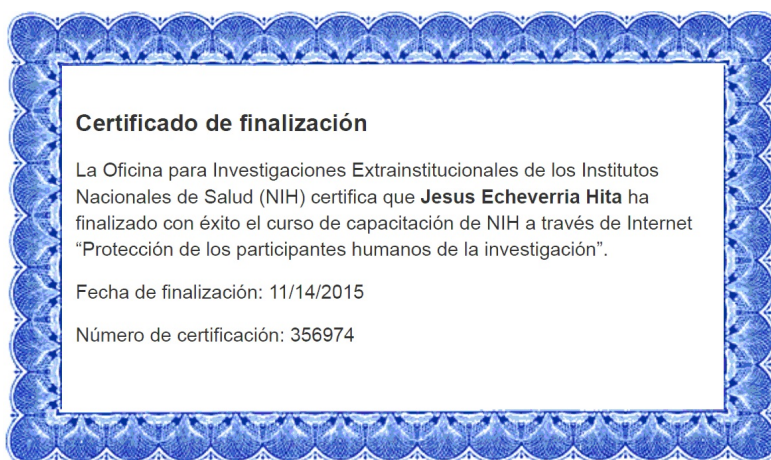 Certificado de finalización
La Oficina para Investigaciones Extrainstitucionales de los Institutos
Nacionales de Salud (NIH) certifica que Jesus Echeverria Hita ha
finalizado con éxito el curso de capacitación de NIH a través de Internet
“Protección de los participantes humanos de la investigación”.
Fecha de finalización: 11/14/2015
Número de certificación: 356974